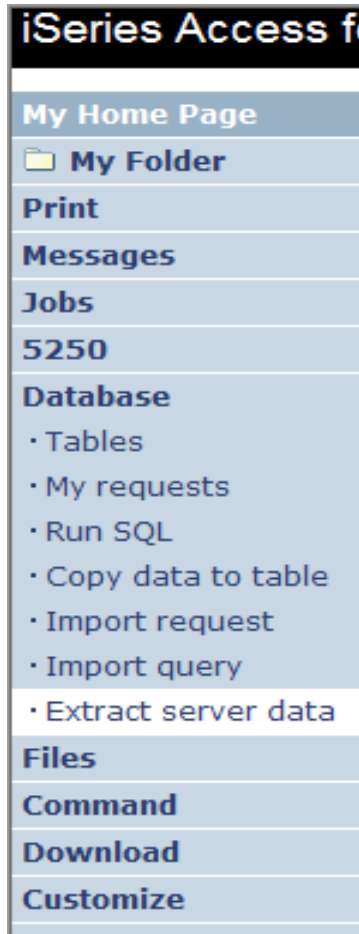 iSeries Access f
My Home Page
My Folder
Print
Messages
Jobs
5250
Database
· Tables
· My requests
· Run SQL
· Copy data to table
· Import request
· Import query
· Extract server data
Files
Command
Download
Customize